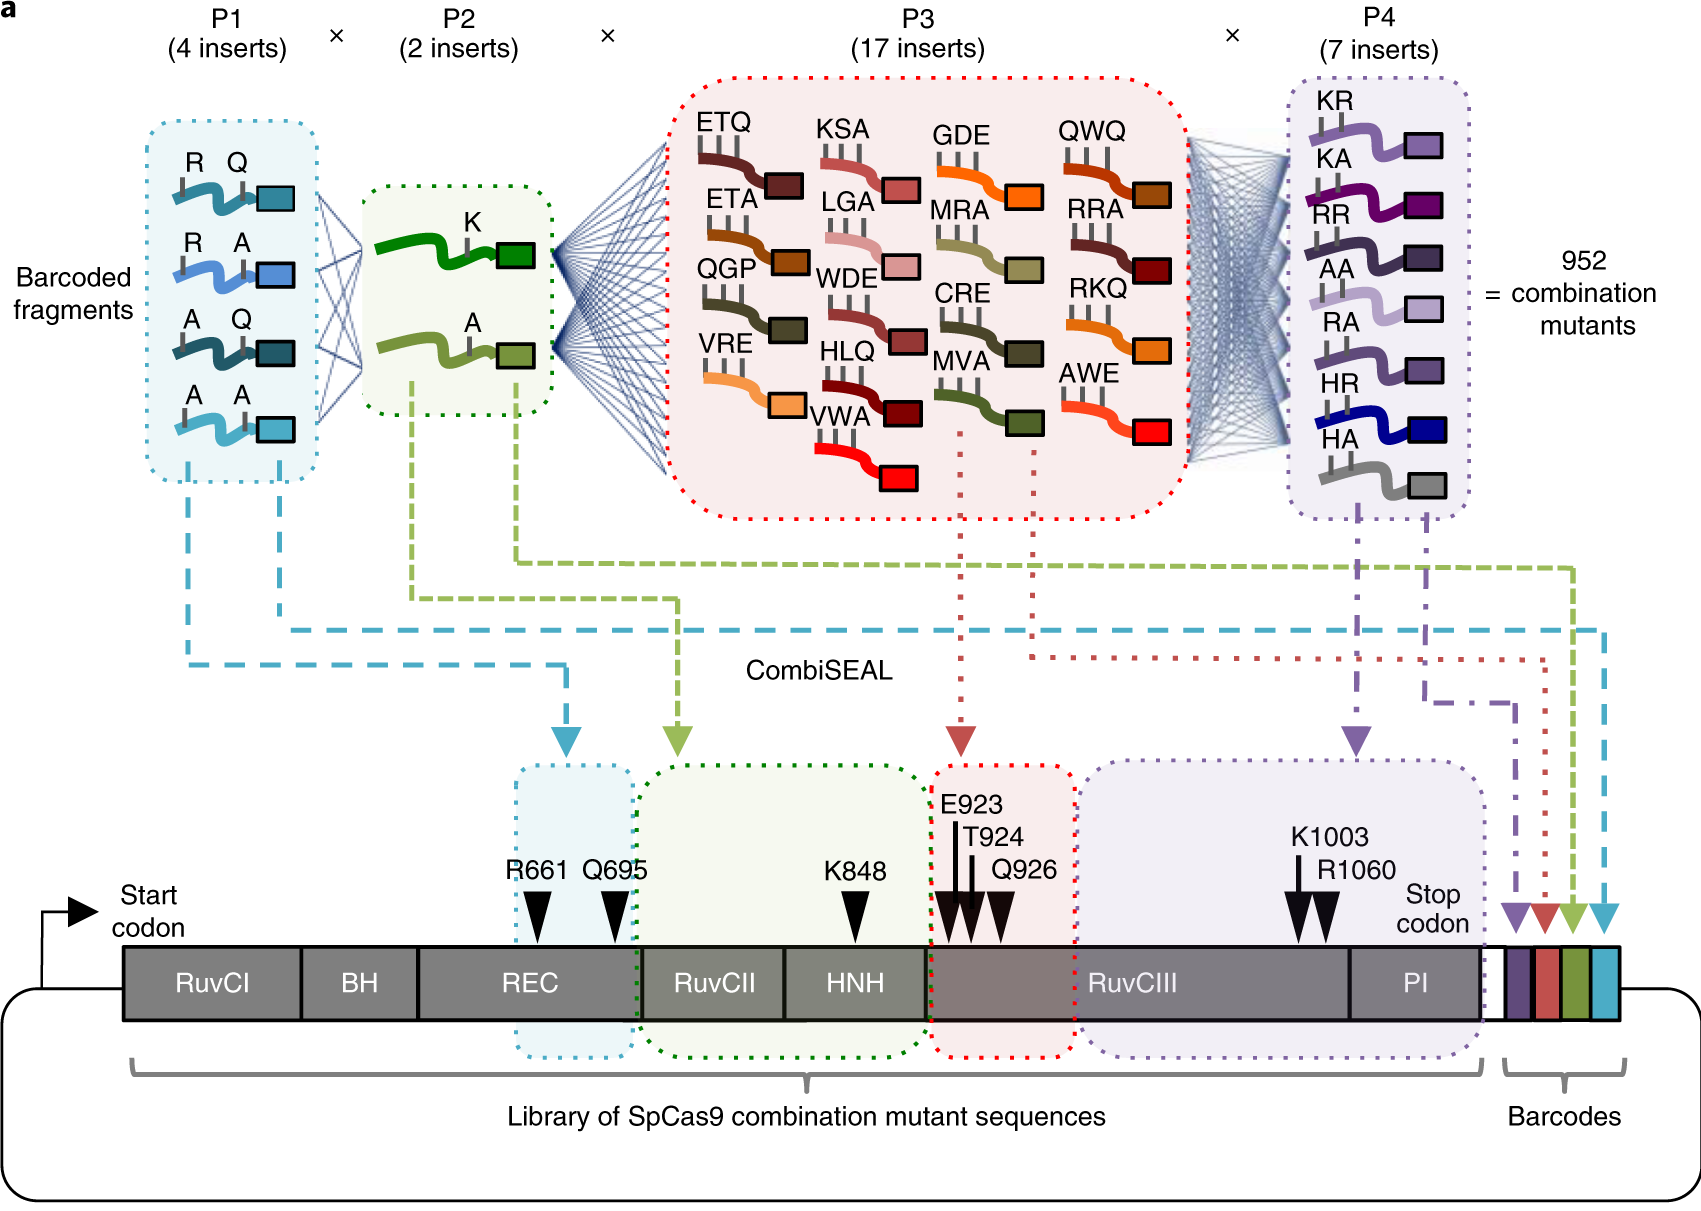 a
P1
(4 inserts)
×
P2
(2 inserts)
×
P3
(17 inserts)
×
P4
(7 inserts)
Barcoded
fragments
R Q
R A
A Q
A A
K
A
ETQ
ETA
QGP
VRE
KSA
LGA
WDE
HLQ
VWA
GDE
MRA
CRE
MVA
QWQ
RRA
RKQ
AWE
KR
KA
RR
AA
RA
HR
HA
952
= combination
mutants
CombiSEAL
Start
codon
R661
Q695
K848
E923
T924
Q926
K1003
R1060
Stop
codon
RuvCI
BH
REC
RuvCII
HNH
RuvCIII
PI
Library of SpCas9 combination mutant sequences
Barcodes